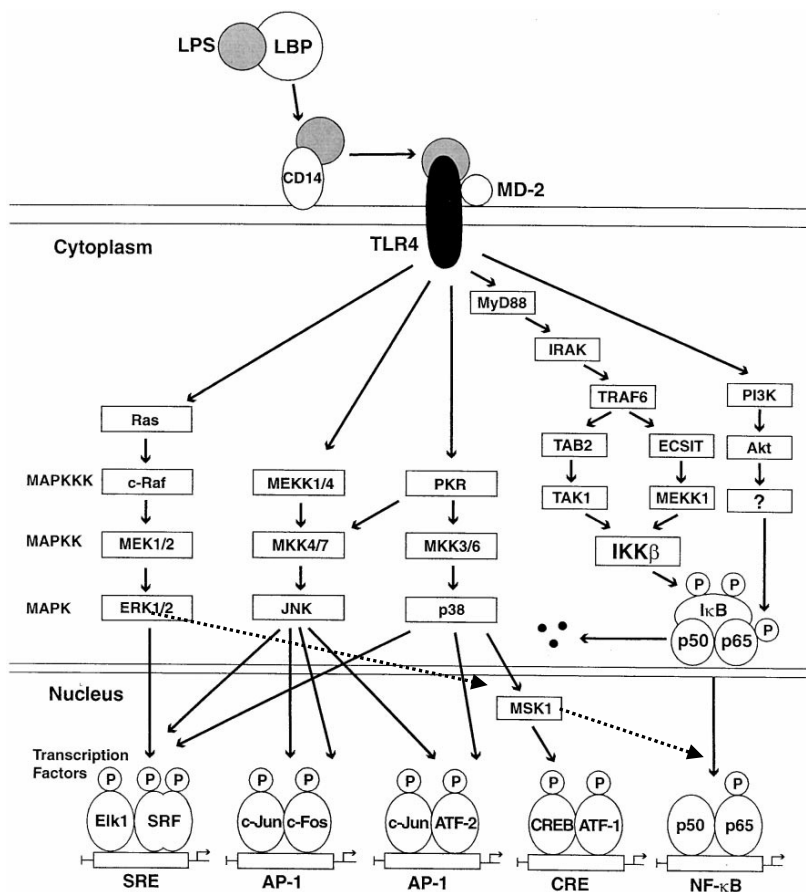 LPS
LBP
CD14
MD-2
TLR4
Cytoplasm
MyD88
IRAK
TRAF6
PI3K
Ras
TAB2
ECSIT
Akt
MAPKKK
c-Raf
MEKK1/4
PKR
TAK1
MEKK1
?
MAPKK
MEK1/2
MKK4/7
MKK3/6
IKKβ
P P
MAPK
ERK1/2
JNK
p38
IκB
P
p50 p65
Nucleus
MSK1
Transcription
Factors
P P P
P P
P P
P P
P
Elk1 SRF
c-Jun c-Fos
c-Jun ATF-2
CREB ATF-1
p50 p65
SRE
AP-1
AP-1
CRE
NF-κB